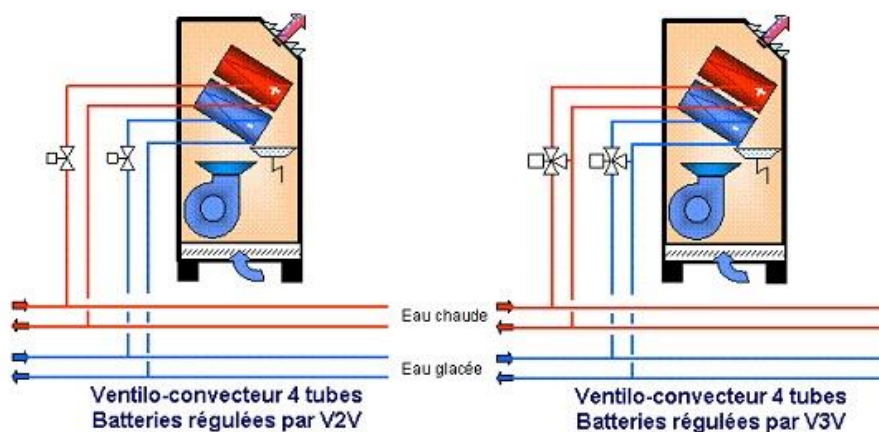 Eau chaude
Eau glacée
Ventilo-convecteur 4 tubes
Batteries régulées par V2V
Ventilo-convecteur 4 tubes
Batteries régulées par V3V